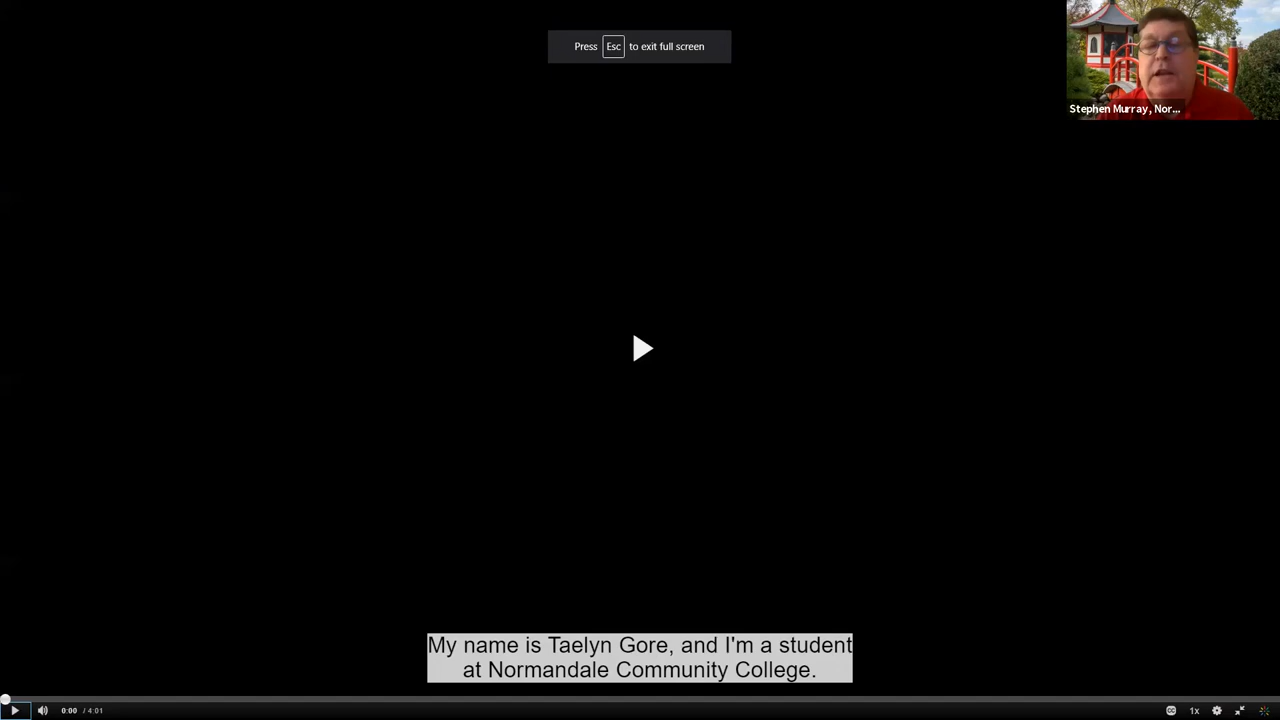 Press Esc to exit full screen
Stephen Murray, Nor...
My name is Taelyn Gore, and I'm a student
at Normandale Community College.
0:00 / 4:01
1x